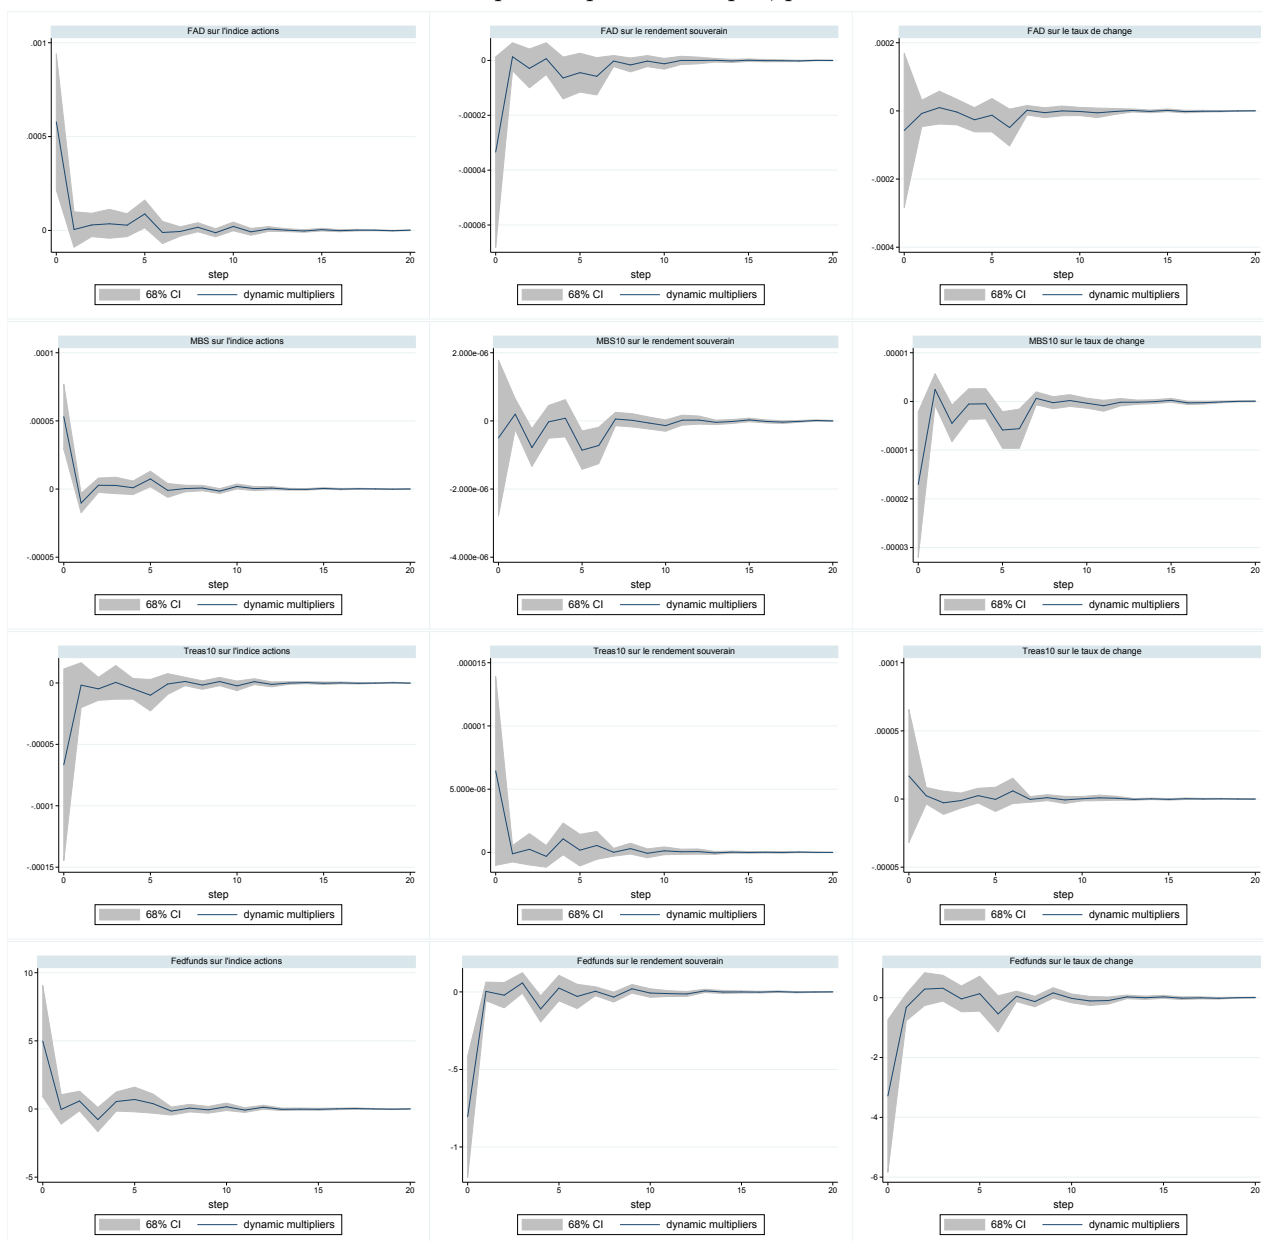 FAD sur l'indice actions
.001
.0005
0
0
5
10
15
20
step
68% CI
dynamic multipliers
FAD sur le rendement souverain
0
-.00002
-.00004
-.00006
0
5
10
15
20
step
68% CI
dynamic multipliers
FAD sur le taux de change
.0002
0
-.0002
-.0004
0
5
10
15
20
step
68% CI
dynamic multipliers
MBS sur l'indice actions
.0001
.00005
0
-.00005
0
5
10
15
20
step
68% CI
dynamic multipliers
MBS10 sur le rendement souverain
2.000e-06
0
-2.000e-06
-4.000e-06
0
5
10
15
20
step
68% CI
dynamic multipliers
MBS10 sur le taux de change
.00001
0
-.00001
-.00002
-.00003
0
5
10
15
20
step
68% CI
dynamic multipliers
Treas10 sur l'indice actions
0
-.00005
-.0001
-.00015
0
5
10
15
20
step
68% CI
dynamic multipliers
Treas10 sur le rendement souverain
.000015
.00001
5.000e-06
0
0
5
10
15
20
step
68% CI
dynamic multipliers
Treas10 sur le taux de change
.0001
.00005
0
-.00005
0
5
10
15
20
step
68% CI
dynamic multipliers
Fedfunds sur l'indice actions
10
5
0
-5
0
5
10
15
20
step
68% CI
dynamic multipliers
Fedfunds sur le rendement souverain
0
-.5
-1
0
5
10
15
20
step
68% CI
dynamic multipliers
Fedfunds sur le taux de change
0
-2
-4
-6
0
5
10
15
20
step
68% CI
dynamic multipliers